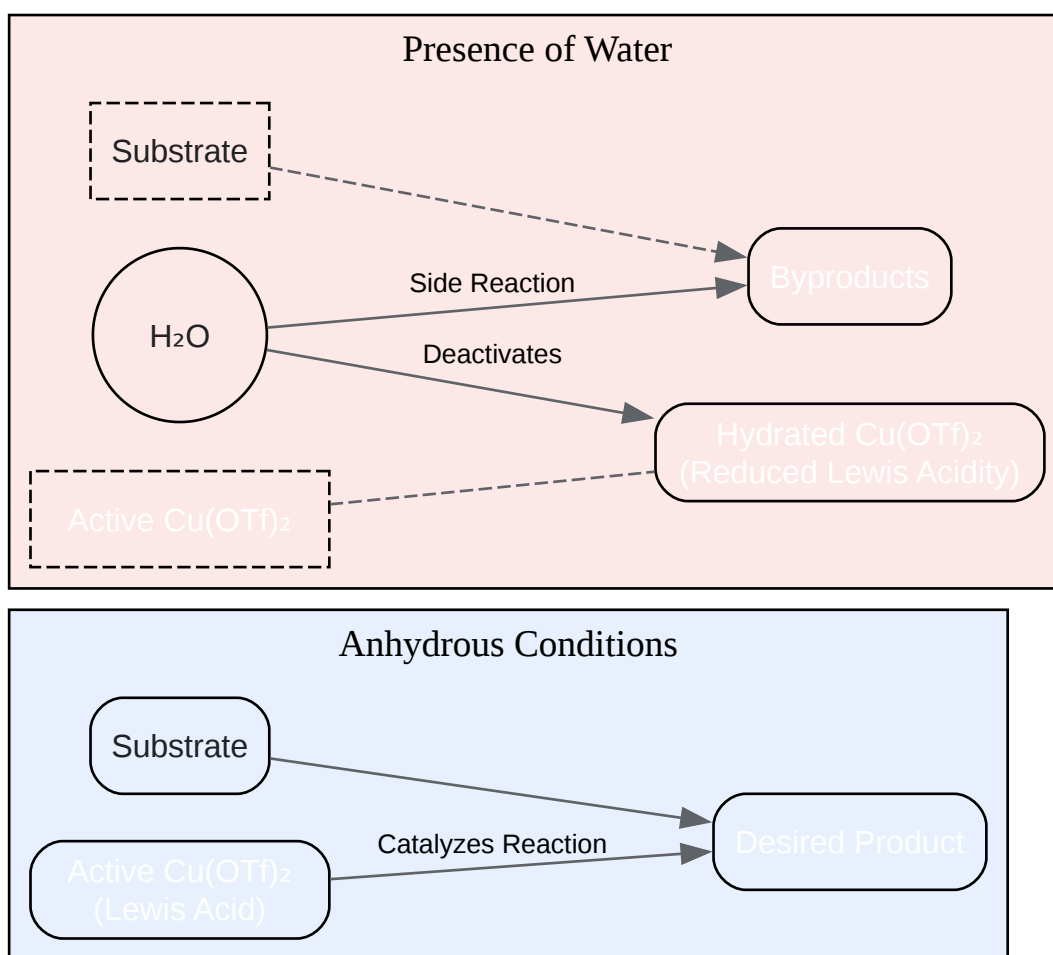 Presence of Water
Substrate
Byproducts
Side Reaction
H₂O
Deactivates
Hydrated Cu(OTf)₂
(Reduced Lewis Acidity)
Active Cu(OTf)₂
Anhydrous Conditions
Substrate
Catalyzes Reaction
Desired Product
Active Cu(OTf)₂
(Lewis Acid)